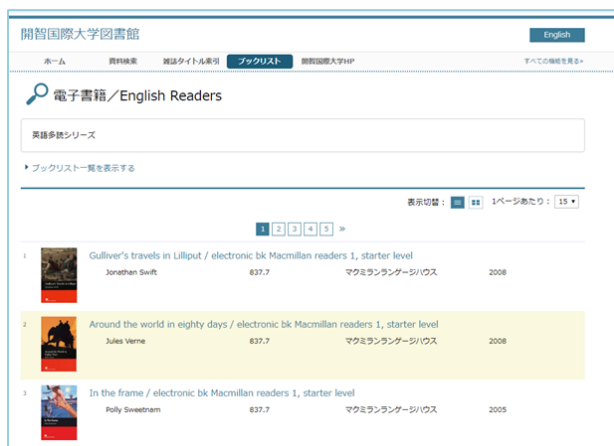 開智国際大学図書館
English
ホーム 資料検索 雑誌タイトル索引 ブックリスト 開智国際大学HP すべての機能を見る+
電子書籍／English Readers
英語多読シリーズ
ブックリスト一覧を表示する
表示切替： 1ページあたり： 15
1 2 3 4 5 »
1 Gulliver's travels in Lilliput / electronic bk Macmillan readers 1, starter level
Jonathan Swift 837.7 マクミランランゲージハウス 2008
2 Around the world in eighty days / electronic bk Macmillan readers 1, starter level
Jules Verne 837.7 マクミランランゲージハウス 2008
3 In the frame / electronic bk Macmillan readers 1, starter level
Polly Sweetnam 837.7 マクミランランゲージハウス 2005